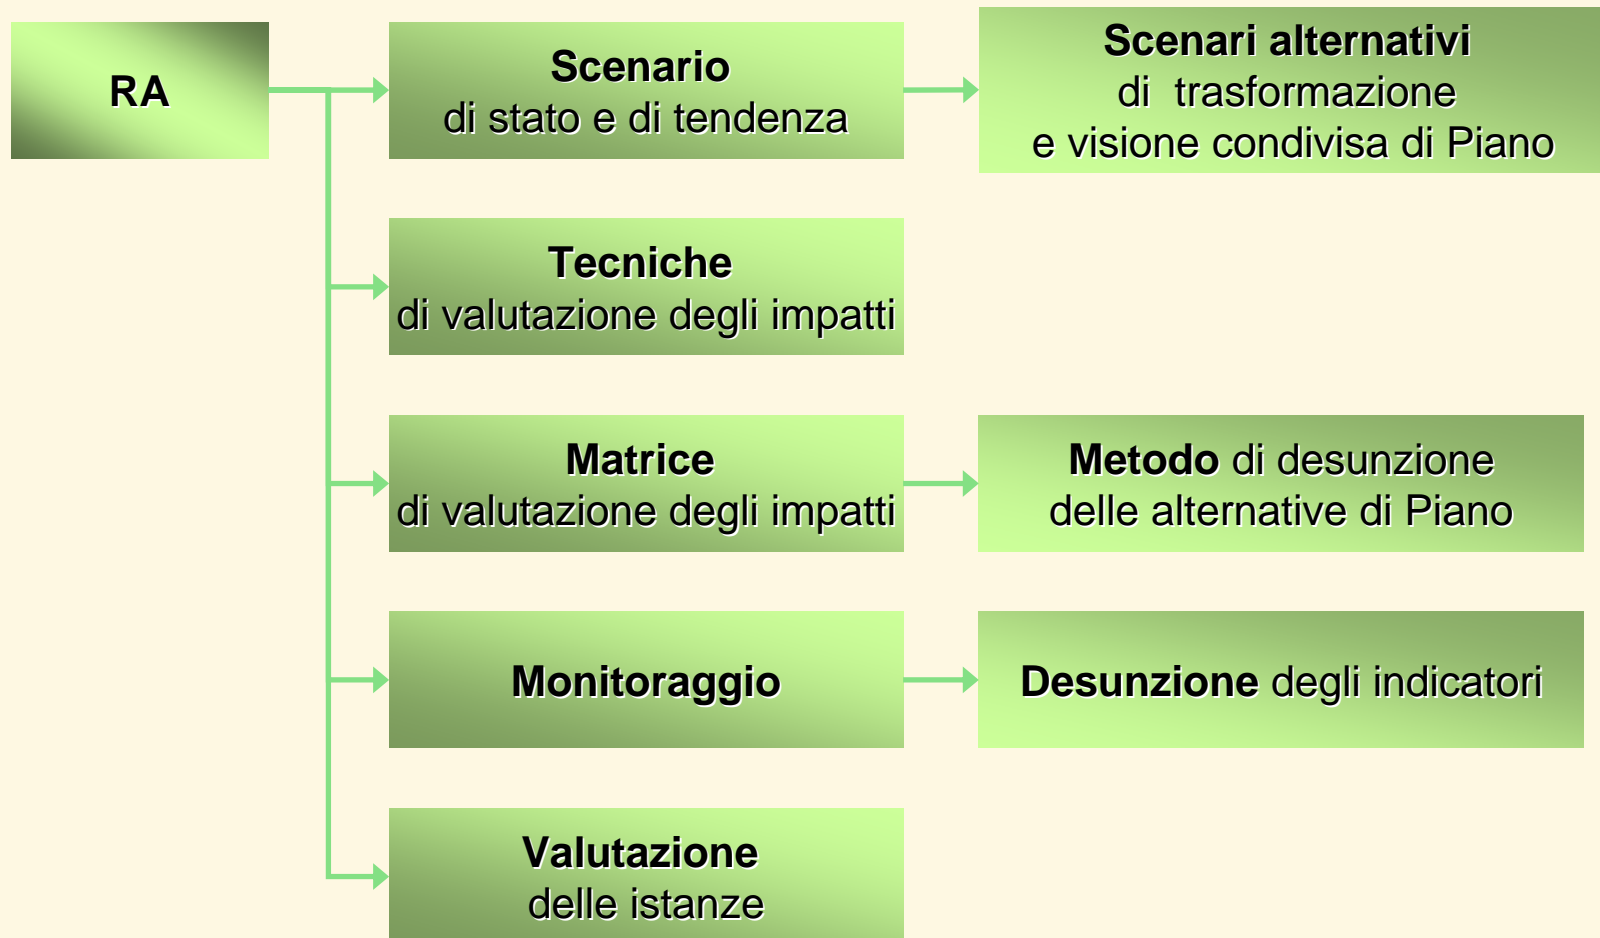 RA
Scenario
di stato e di tendenza
Scenari alternativi
di trasformazione
e visione condivisa di Piano
Tecniche
di valutazione degli impatti
Matrice
di valutazione degli impatti
Metodo di desunzione
delle alternative di Piano
Monitoraggio
Desunzione degli indicatori
Valutazione
delle istanze